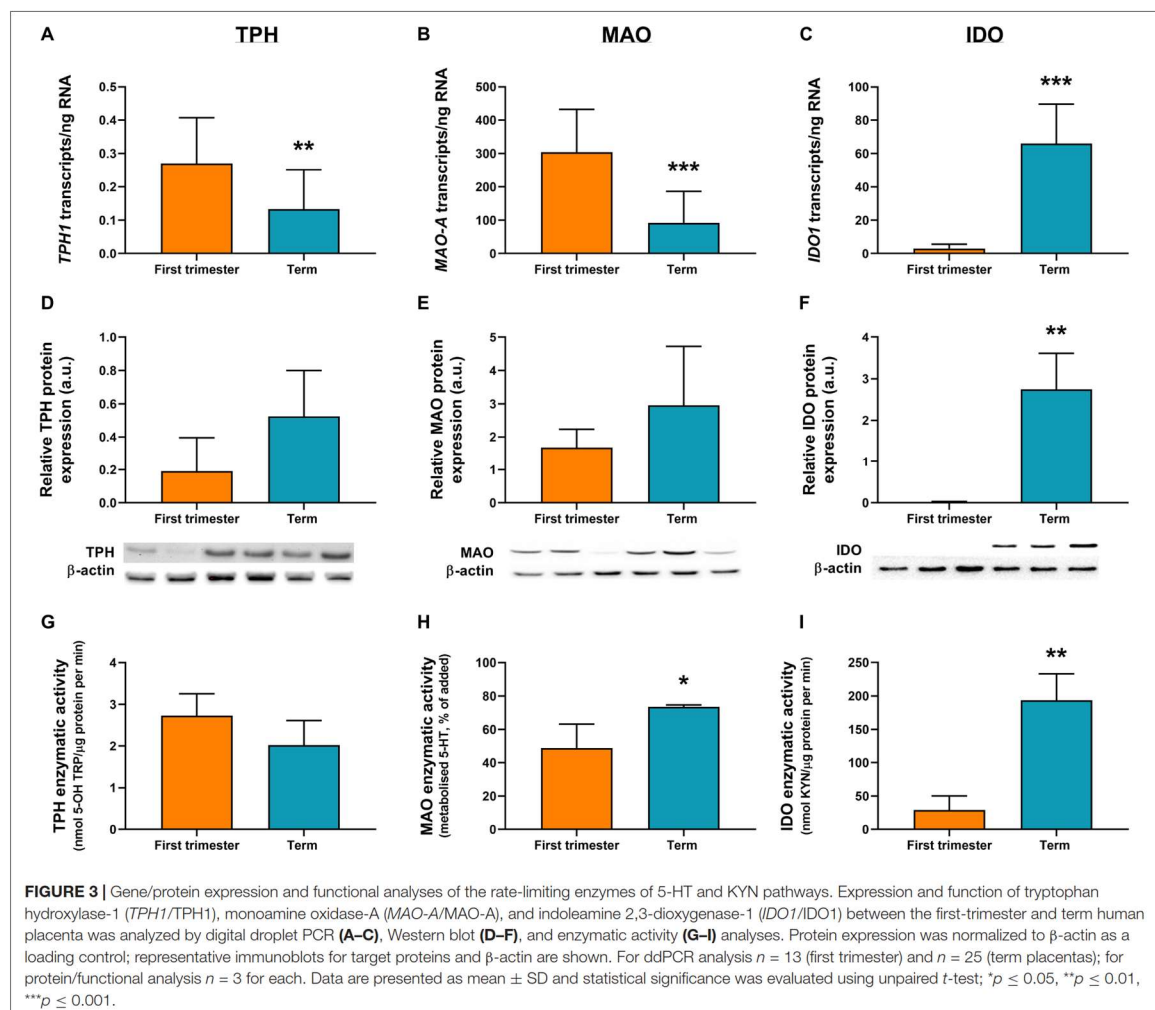 A TPH B MAO C IDO
TPH1 transcripts/ng RNA
0.5
0.4
0.3
0.2
0.1
0.0
**
First trimester Term
MAO-A transcripts/ng RNA
500
400
300
200
100
0
***
First trimester Term
IDO1 transcripts/ng RNA
100
80
60
40
20
0
***
First trimester Term
D
Relative TPH protein
expression (a.u.)
1.0
0.8
0.6
0.4
0.2
0.0
First trimester Term
TPH
β-actin
E
Relative MAO protein
expression (a.u.)
5
4
3
2
1
0
First trimester Term
MAO
β-actin
F
Relative IDO protein
expression (a.u.)
4
3
2
1
0
**
First trimester Term
IDO
β-actin
G
TPH enzymatic activity
(nmol 5-OH TRP/µg protein per min)
4
3
2
1
0
First trimester Term
H
MAO enzymatic activity
(metabolised 5-HT, % of added)
100
80
60
40
20
0
*
First trimester Term
I
IDO enzymatic activity
(nmol KYN/µg protein per min)
250
200
150
100
50
0
**
First trimester Term
FIGURE 3 | Gene/protein expression and functional analyses of the rate-limiting enzymes of 5-HT and KYN pathways. Expression and function of tryptophan
hydroxylase-1 (TPH1/TPH1), monoamine oxidase-A (MAO-A/MAO-A), and indoleamine 2,3-dioxygenase-1 (IDO1/IDO1) between the first-trimester and term human
placenta was analyzed by digital droplet PCR (A–C), Western blot (D–F), and enzymatic activity (G–I) analyses. Protein expression was normalized to β-actin as a
loading control; representative immunoblots for target proteins and β-actin are shown. For ddPCR analysis n = 13 (first trimester) and n = 25 (term placentas); for
protein/functional analysis n = 3 for each. Data are presented as mean ± SD and statistical significance was evaluated using unpaired t-test; *p ≤ 0.05, **p ≤ 0.01,
***p ≤ 0.001.